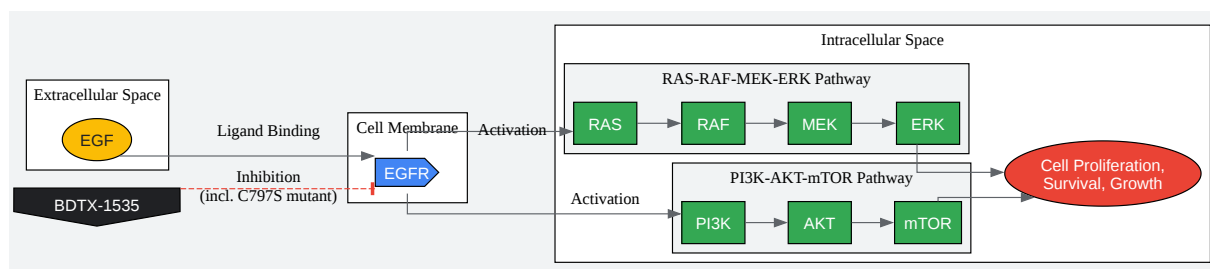 Intracellular Space
RAS-RAF-MEK-ERK Pathway
Extracellular Space
EGF
Ligand Binding
Cell Membrane
Activation
RAS
RAF
MEK
ERK
EGFR
Inhibition
(incl. C797S mutant)
BDTX-1535
Activation
PI3K-AKT-mTOR Pathway
PI3K
AKT
mTOR
Cell Proliferation,
Survival, Growth